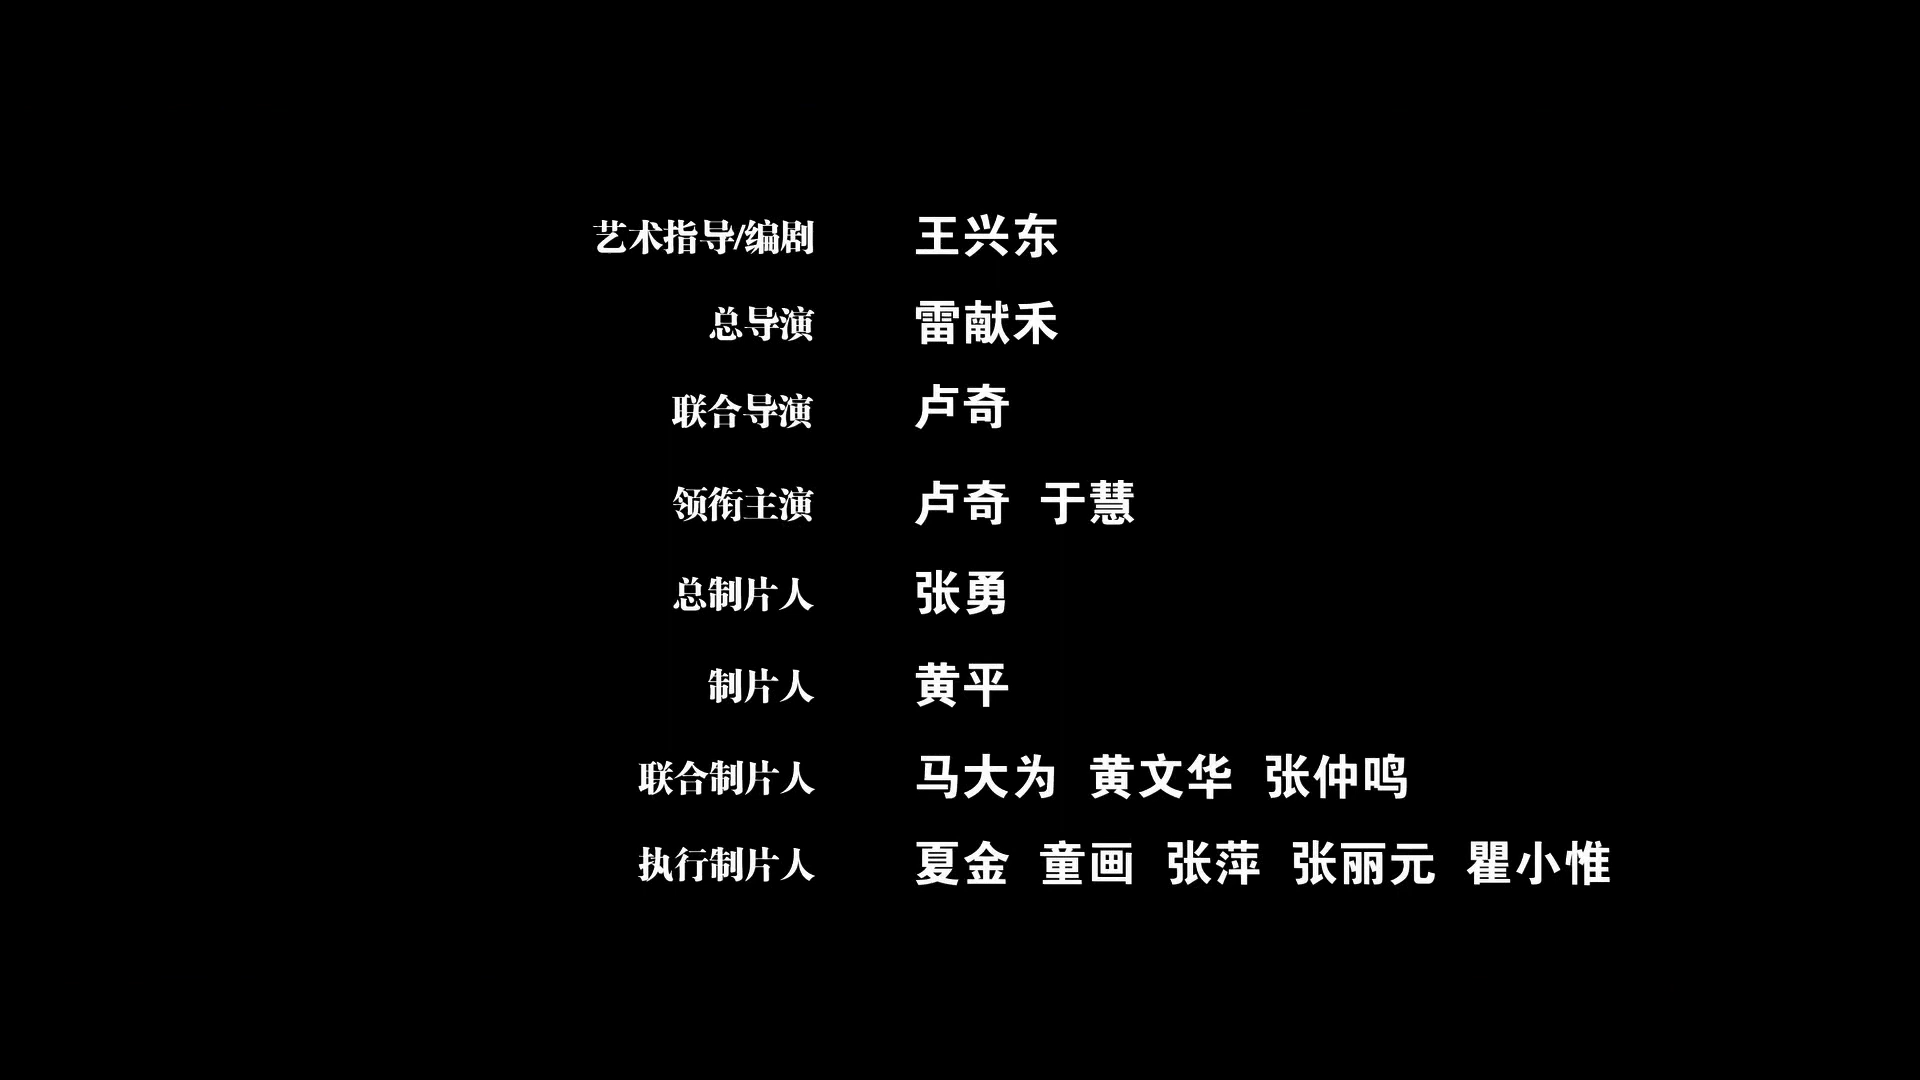 艺术指导/编剧 王兴东
总导演 雷献禾
联合导演 卢奇
领衔主演 卢奇 于慧
总制片人 张勇
制片人 黄平
联合制片人 马大为 黄文华 张仲鸣
执行制片人 夏金 童画 张萍 张丽元 瞿小惟